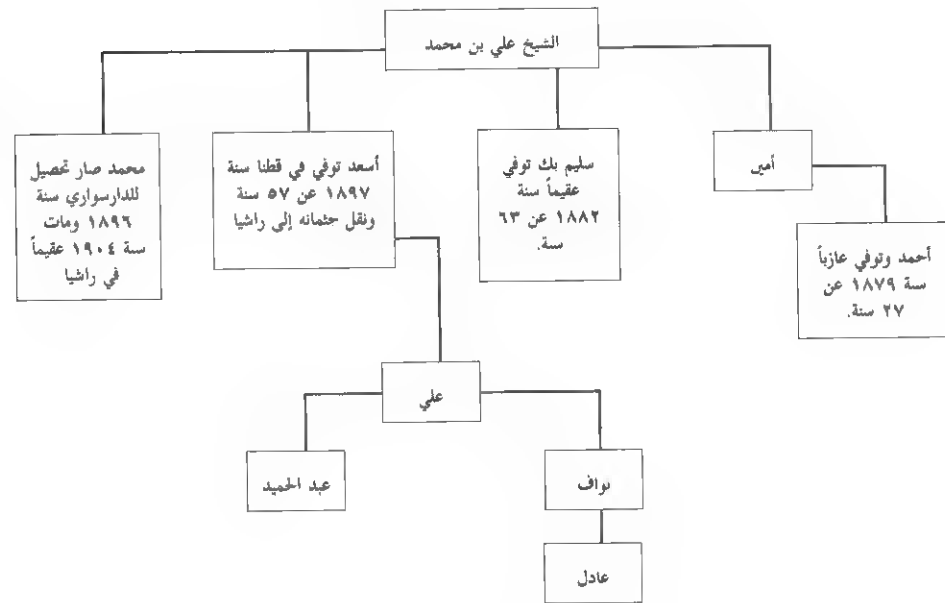 الشيخ علي بن محمد
أمين
سليم بك توفي
عقيماً سنة
١٨٨٢ عن ٦٣
سنة.
أسعد توفي في قطنا سنة
١٨٩٧ عن ٥٧ سنة
ونقل جثمانه إلى راشيا
محمد صار تحصيل
للدارسواري سنة
١٨٩٦ ومات
سنة ١٩٠٤ عقيماً
في راشيا
أحمد وتوفي عازباً
سنة ١٨٧٩ عن
٢٧ سنة.
علي
نواف
عبد الحميد
عادل